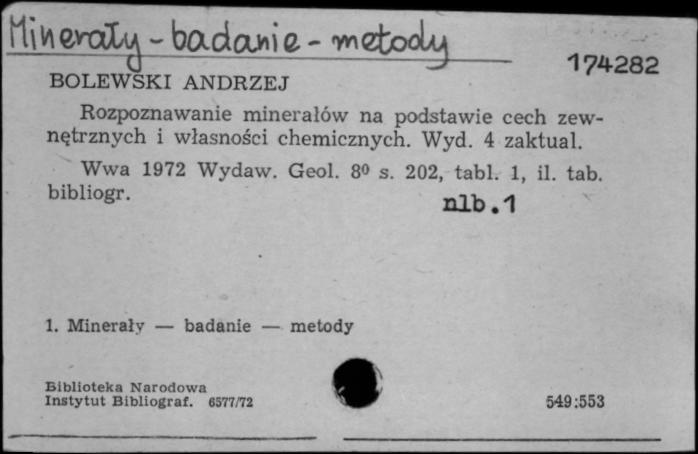 Minerały - badanie - metody
174282
BOLEWSKI ANDRZEJ
Rozpoznawanie minerałów na podstawie cech zew-
nętrznych i własności chemicznych. Wyd. 4 zaktual.
Wwa 1972 Wydaw. Geol. 8⁰ s. 202, tabl. 1, il. tab.
bibliogr.
nlb.1
1. Minerały — badanie — metody
Biblioteka Narodowa
Instytut Bibliograf. 6577/72
549:553